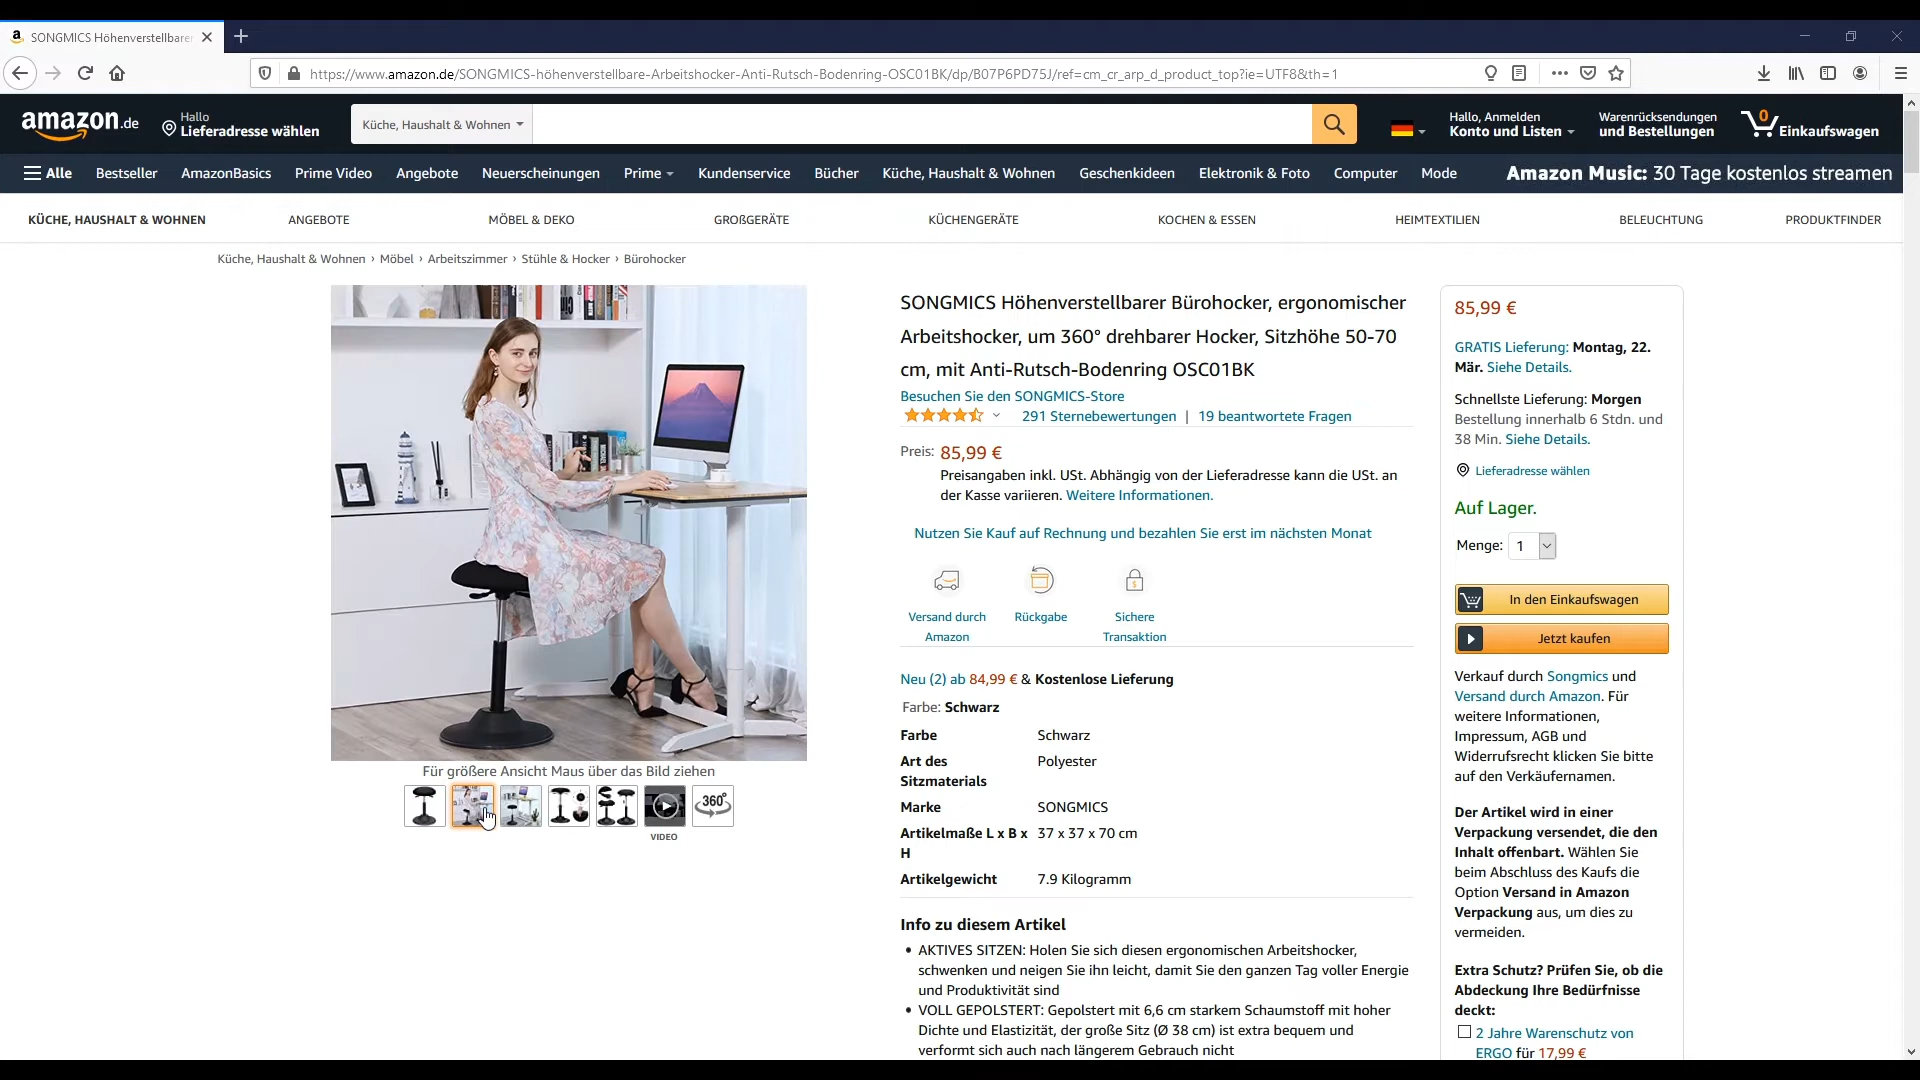 SONGMICS Höhenverstellbarer
https://www.amazon.de/SONGMICS-höhenverstellbare-Arbeitshocker-Anti-Rutsch-Bodenring-OSC01BK/dp/B07P6PD75J/ref=cm_cr_arp_d_product_top?ie=UTF8&th=1
amazon.de
Hallo
Lieferadresse wählen
Küche, Haushalt & Wohnen
Hallo, Anmelden
Konto und Listen
Warenrücksendungen
und Bestellungen
0
Einkaufswagen
Alle Bestseller AmazonBasics Prime Video Angebote Neuerscheinungen Prime Kundenservice Bücher Küche, Haushalt & Wohnen Geschenkideen Elektronik & Foto Computer Mode Amazon Music: 30 Tage kostenlos streamen
KÜCHE, HAUSHALT & WOHNEN ANGEBOTE MÖBEL & DEKO GROßGERÄTE KÜCHENGERÄTE KOCHEN & ESSEN HEIMTEXTILIEN BELEUCHTUNG PRODUKTFINDER
Küche, Haushalt & Wohnen › Möbel › Arbeitszimmer › Stühle & Hocker › Bürohocker
Für größere Ansicht Maus über das Bild ziehen
360°
VIDEO
SONGMICS Höhenverstellbarer Bürohocker, ergonomischer
Arbeitshocker, um 360° drehbarer Hocker, Sitzhöhe 50-70
cm, mit Anti-Rutsch-Bodenring OSC01BK
Besuchen Sie den SONGMICS-Store
291 Sternebewertungen | 19 beantwortete Fragen
Preis: 85,99 €
Preisangaben inkl. USt. Abhängig von der Lieferadresse kann die USt. an
der Kasse variieren. Weitere Informationen.
Nutzen Sie Kauf auf Rechnung und bezahlen Sie erst im nächsten Monat
Versand durch
Amazon
Rückgabe
Sichere
Transaktion
Neu (2) ab 84,99 € & Kostenlose Lieferung
Farbe: Schwarz
Farbe Schwarz
Art des Polyester
Sitzmaterials
Marke SONGMICS
Artikelmaße L x B x 37 x 37 x 70 cm
H
Artikelgewicht 7.9 Kilogramm
Info zu diesem Artikel
• AKTIVES SITZEN: Holen Sie sich diesen ergonomischen Arbeitshocker,
schwenken und neigen Sie ihn leicht, damit Sie den ganzen Tag voller Energie
und Produktivität sind
• VOLL GEPOLSTERT: Gepolstert mit 6,6 cm starkem Schaumstoff mit hoher
Dichte und Elastizität, der große Sitz (Ø 38 cm) ist extra bequem und
verformt sich auch nach längerem Gebrauch nicht
85,99 €
GRATIS Lieferung: Montag, 22.
Mär. Siehe Details.
Schnellste Lieferung: Morgen
Bestellung innerhalb 6 Stdn. und
38 Min. Siehe Details.
Lieferadresse wählen
Auf Lager.
Menge: 1
In den Einkaufswagen
Jetzt kaufen
Verkauf durch Songmics und
Versand durch Amazon. Für
weitere Informationen,
Impressum, AGB und
Widerrufsrecht klicken Sie bitte
auf den Verkäufernamen.
Der Artikel wird in einer
Verpackung versendet, die den
Inhalt offenbart. Wählen Sie
beim Abschluss des Kaufs die
Option Versand in Amazon
Verpackung aus, um dies zu
vermeiden.
Extra Schutz? Prüfen Sie, ob die
Abdeckung Ihre Bedürfnisse
deckt:
2 Jahre Warenschutz von
ERGO für 17,99 €